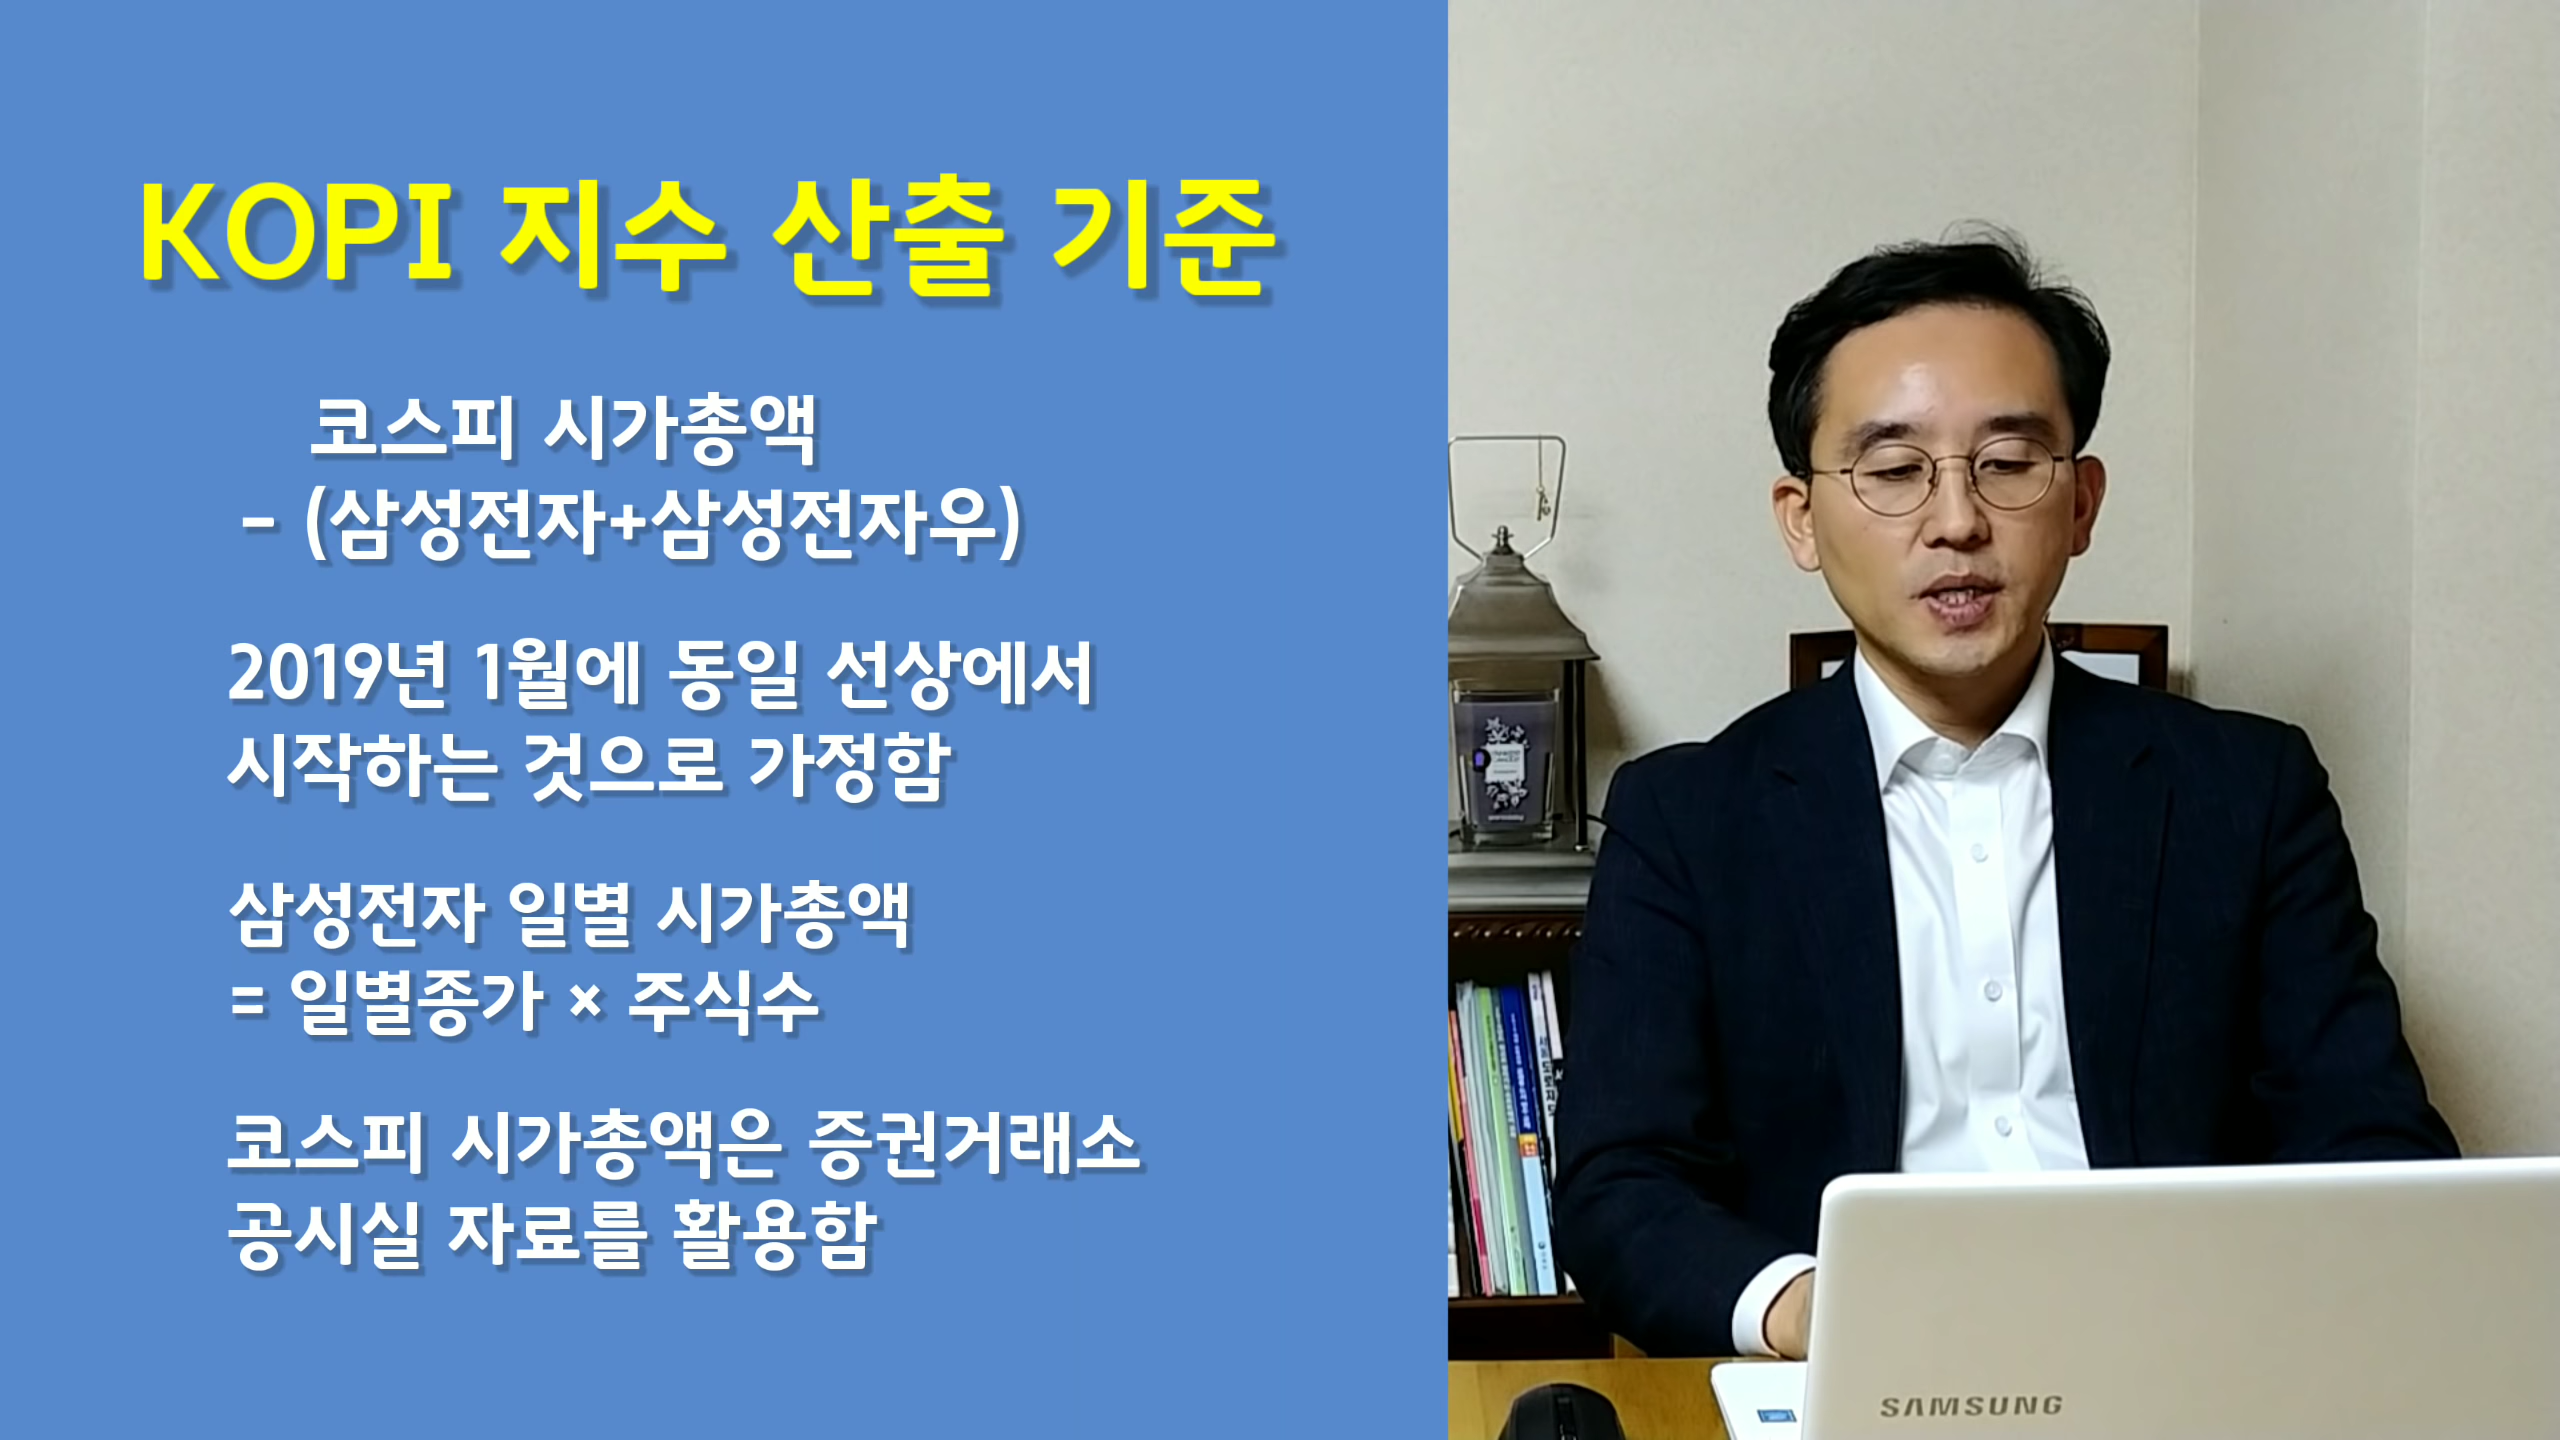 KOPI 지수 산출 기준
코스피 시가총액
- (삼성전자+삼성전자우)
2019년 1월에 동일 선상에서
시작하는 것으로 가정함
삼성전자 일별 시가총액
= 일별종가 × 주식수
코스피 시가총액은 증권거래소
공시실 자료를 활용함
SAMSUNG